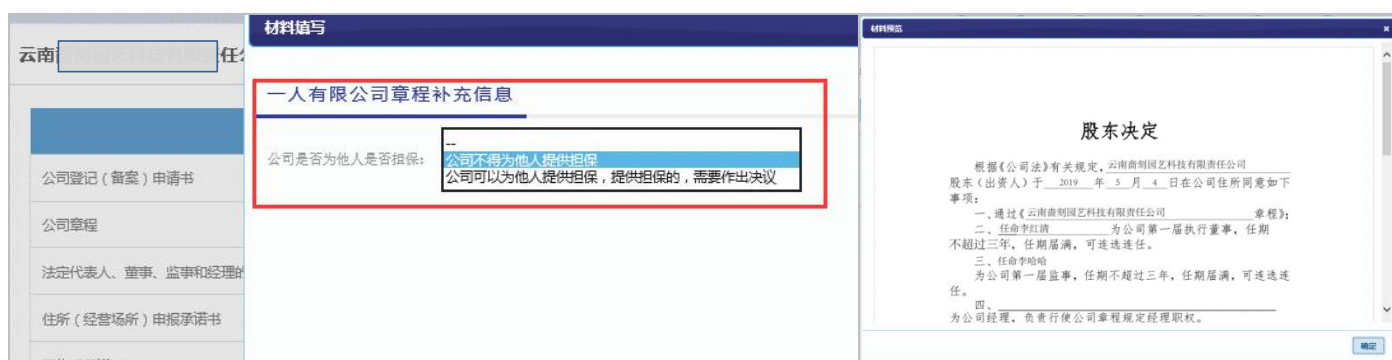 云南
任
公司登记（备案）申请书
公司章程
法定代表人、董事、监事和经理的
住所（经营场所）申报承诺书
材料填写
一人有限公司章程补充信息
公司是否为他人是否担保：
--
公司不得为他人提供担保
公司可以为他人提供担保，提供担保的，需要作出决议
材料预览
股东决定
根据《公司法》有关规定，云南啬刻园艺科技有限责任公司
股东（出资人）于 2019 年 5 月 4 日在公司住所同意如下
事项：
一、通过《云南啬刻园艺科技有限责任公司 章程》；
二、任命李红清 为公司第一届执行董事，任期
不超过三年，任期届满，可连选连任。
三、任命李哈哈
为公司第一届监事，任期不超过三年，任期届满，可连选连
任。
四、
为公司经理，负责行使公司章程规定经理职权。
确定